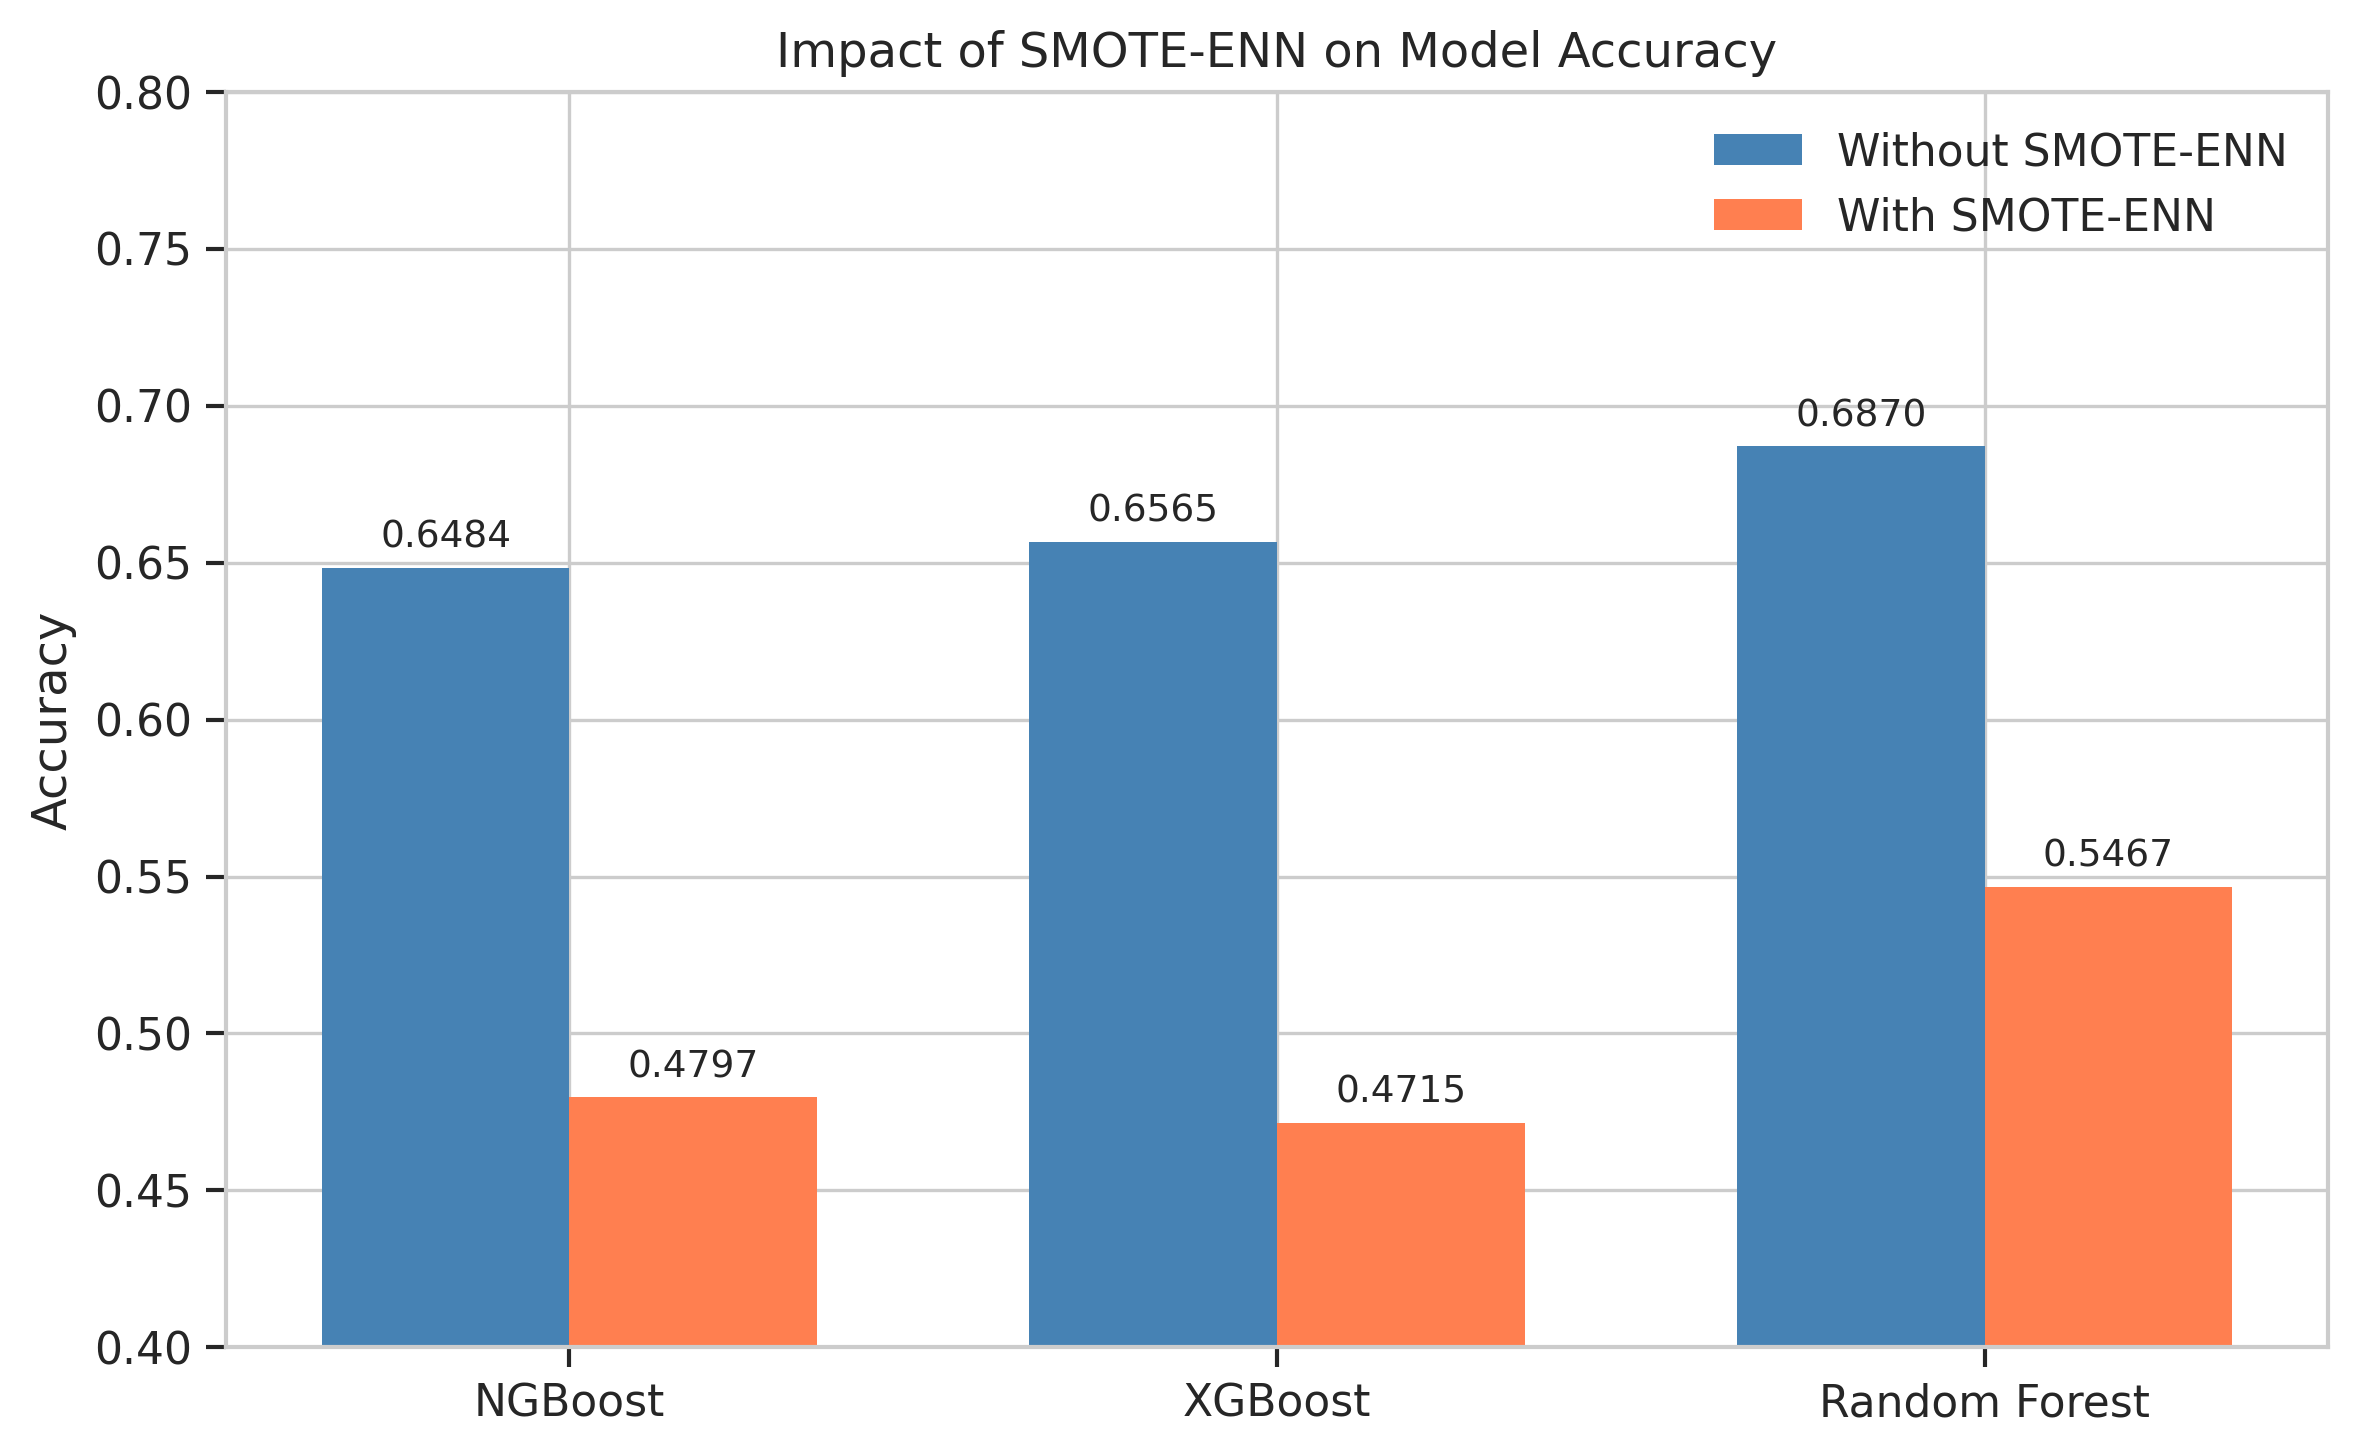 Impact of SMOTE-ENN on Model Accuracy
Without SMOTE-ENN
With SMOTE-ENN
Accuracy
0.80
0.75
0.70
0.65
0.60
0.55
0.50
0.45
0.40
0.6484
0.4797
0.6565
0.4715
0.6870
0.5467
NGBoost
XGBoost
Random Forest